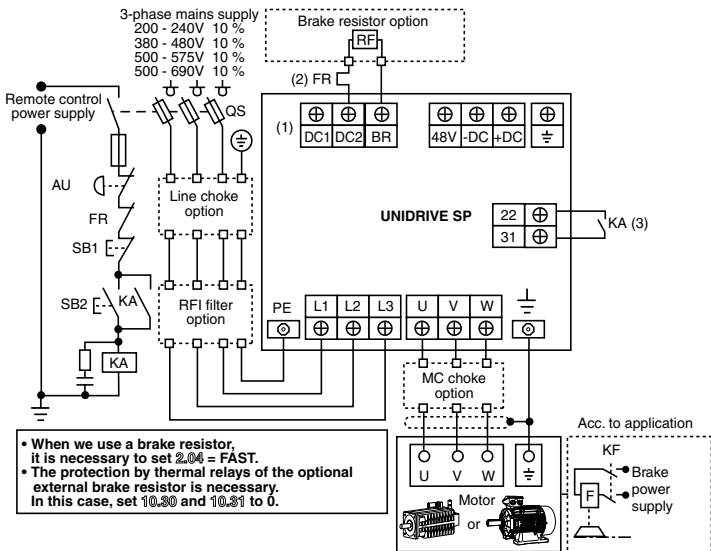 3-phase mains supply
200 - 240V 10 %
380 - 480V 10 %
500 - 575V 10 %
500 - 690V 10 %
Brake resistor option
RF
(2) FR
Remote control
power supply
QS
(1)
DC1 DC2 BR
48V -DC +DC
AU
Line choke
option
UNIDRIVE SP
22
31
KA (3)
FR
SB1
SB2
KA
RFI filter
option
PE
L1 L2 L3
U V W
KA
MC choke
option
• When we use a brake resistor,
it is necessary to set 2.04 = FAST.
• The protection by thermal relays of the optional
external brake resistor is necessary.
In this case, set 10.30 and 10.31 to 0.
U V W
Motor
or
Acc. to application
KF
F
Brake
power
supply